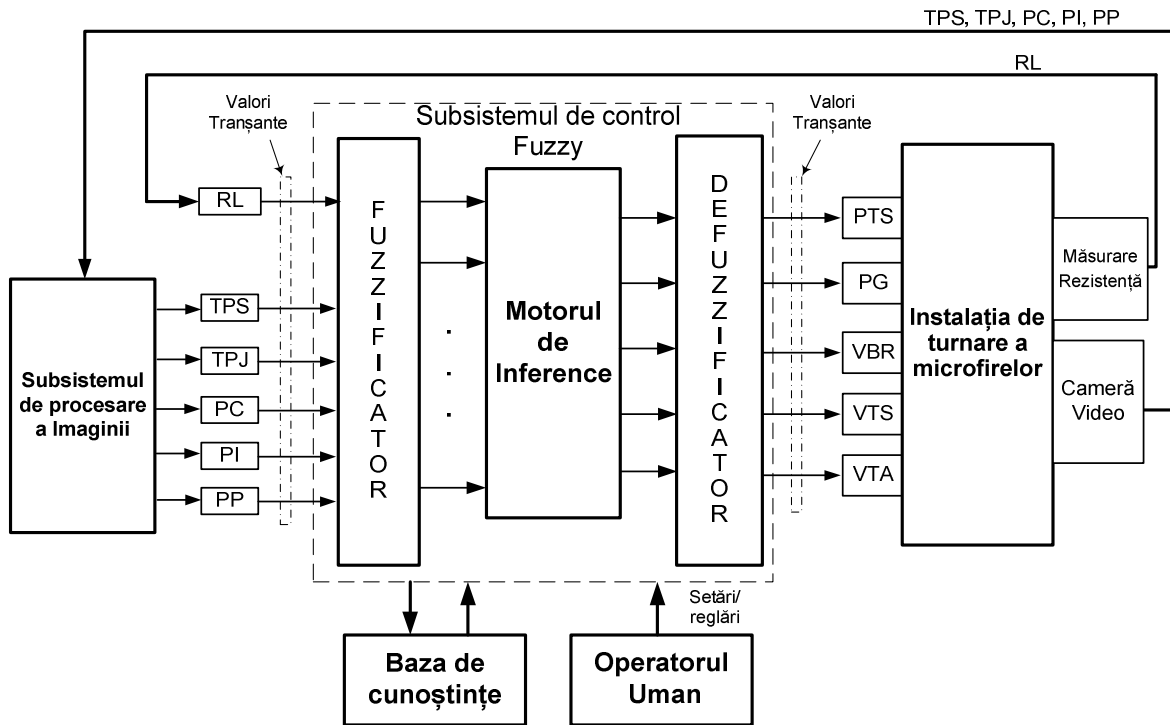 TPS, TPJ, PC, PI, PP
RL
Valori
Tranșante
Subsistemul de control
Fuzzy
Valori
Tranșante
RL
TPS
TPJ
PC
PI
PP
Subsistemul
de procesare
a Imaginii
FUZZIFICATOR
Motorul
de
Inference
DEFUZZIFICATOR
PTS
PG
VBR
VTS
VTA
Instalația de
turnare a
microfirelor
Măsurare
Rezistență
Cameră
Video
Setări/
reglări
Baza de
cunoștințe
Operatorul
Uman